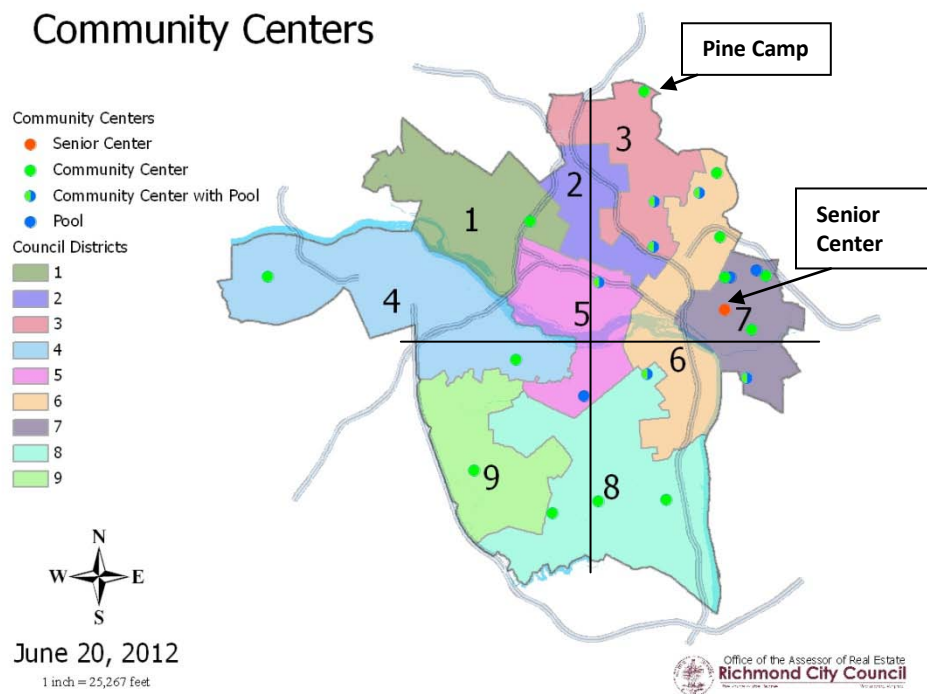 Community Centers
Pine Camp
Community Centers
Senior Center
Community Center
Community Center with Pool
Pool
Council Districts
1
2
3
4
5
6
7
8
9
3
2
1
Senior
Center
4
5
7
6
9
8
N
W E
S
June 20, 2012
1 inch = 25,267 feet
Office of the Assessor of Real Estate
Richmond City Council